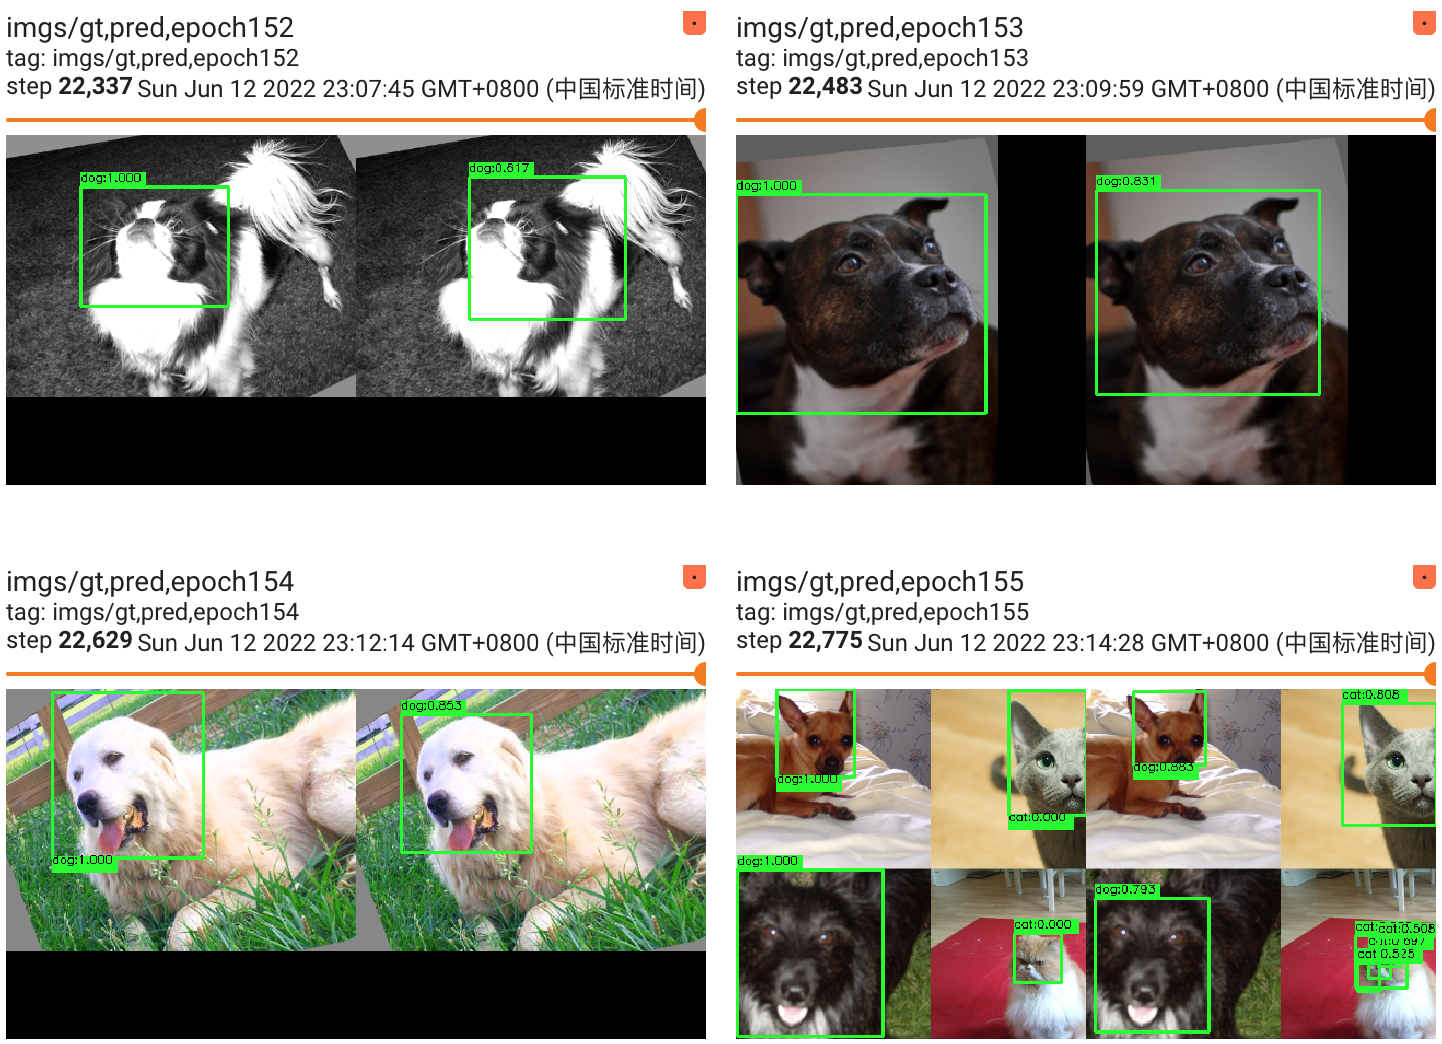 imgs/gt,pred,epoch152
tag: imgs/gt,pred,epoch152
step 22,337 Sun Jun 12 2022 23:07:45 GMT+0800 (中国标准时间)
dog:1.000
dog:0.617
imgs/gt,pred,epoch153
tag: imgs/gt,pred,epoch153
step 22,483 Sun Jun 12 2022 23:09:59 GMT+0800 (中国标准时间)
dog:1.000
dog:0.831
imgs/gt,pred,epoch154
tag: imgs/gt,pred,epoch154
step 22,629 Sun Jun 12 2022 23:12:14 GMT+0800 (中国标准时间)
dog:1.000
dog:0.853
imgs/gt,pred,epoch155
tag: imgs/gt,pred,epoch155
step 22,775 Sun Jun 12 2022 23:14:28 GMT+0800 (中国标准时间)
dog:1.000
cat:0.000
dog:0.883
cat:0.808
dog:1.000
cat:0.000
dog:0.793
cat:0.508
cat:0.525